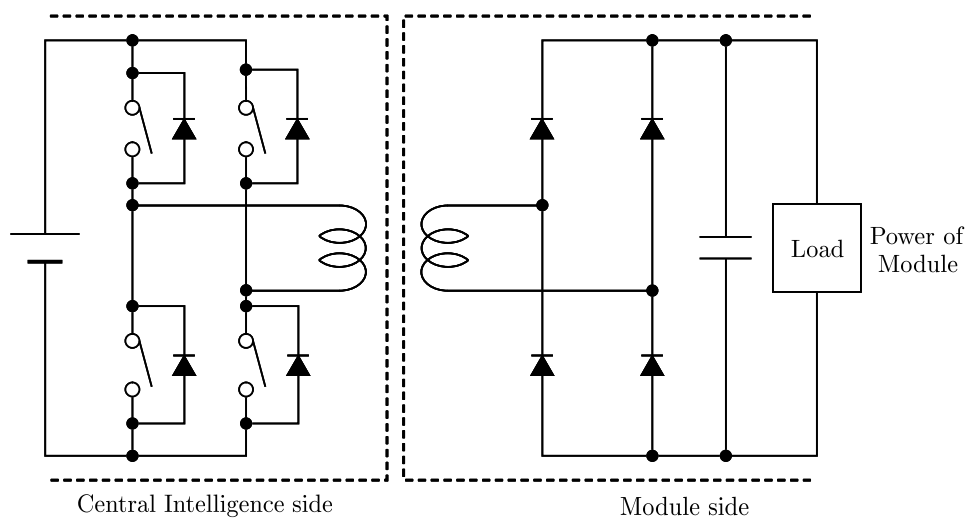 Load
Power of
Module
Central Intelligence side
Module side